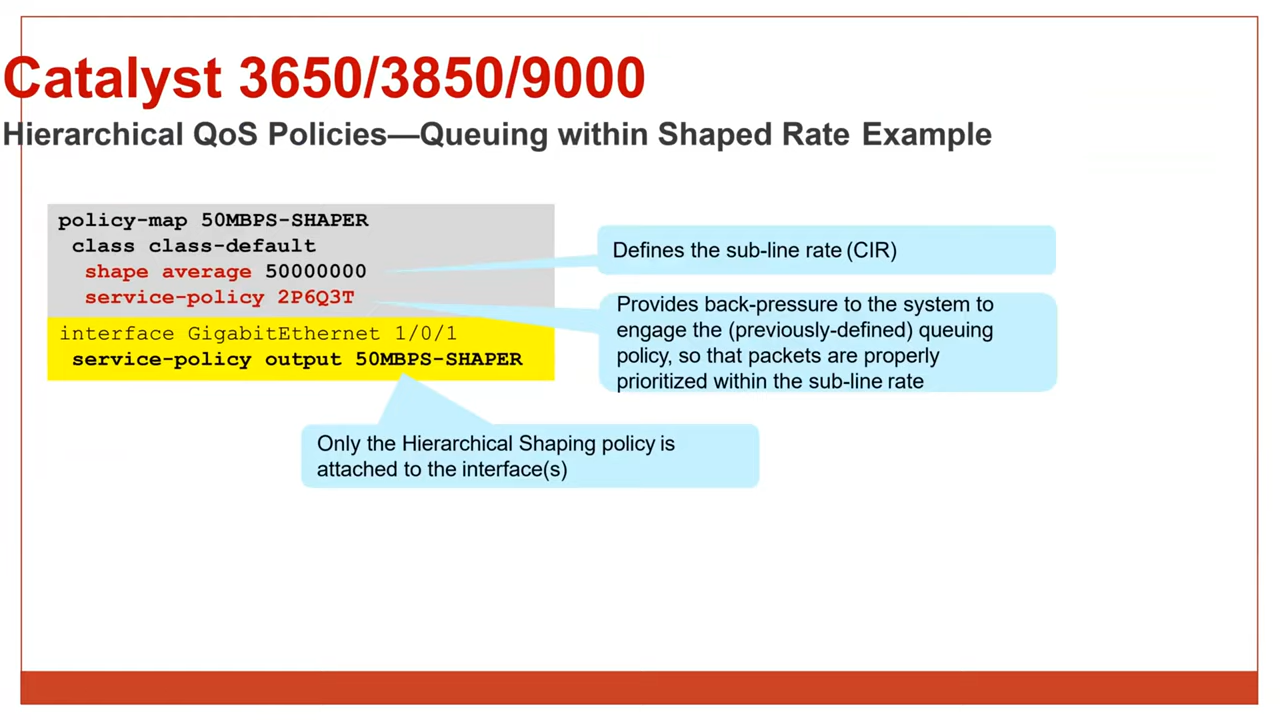 Catalyst 3650/3850/9000
Hierarchical QoS Policies—Queuing within Shaped Rate Example
policy-map 50MBPS-SHAPER
class class-default
shape average 50000000
service-policy 2P6Q3T
interface GigabitEthernet 1/0/1
service-policy output 50MBPS-SHAPER
Defines the sub-line rate (CIR)
Provides back-pressure to the system to
engage the (previously-defined) queuing
policy, so that packets are properly
prioritized within the sub-line rate
Only the Hierarchical Shaping policy is
attached to the interface(s)